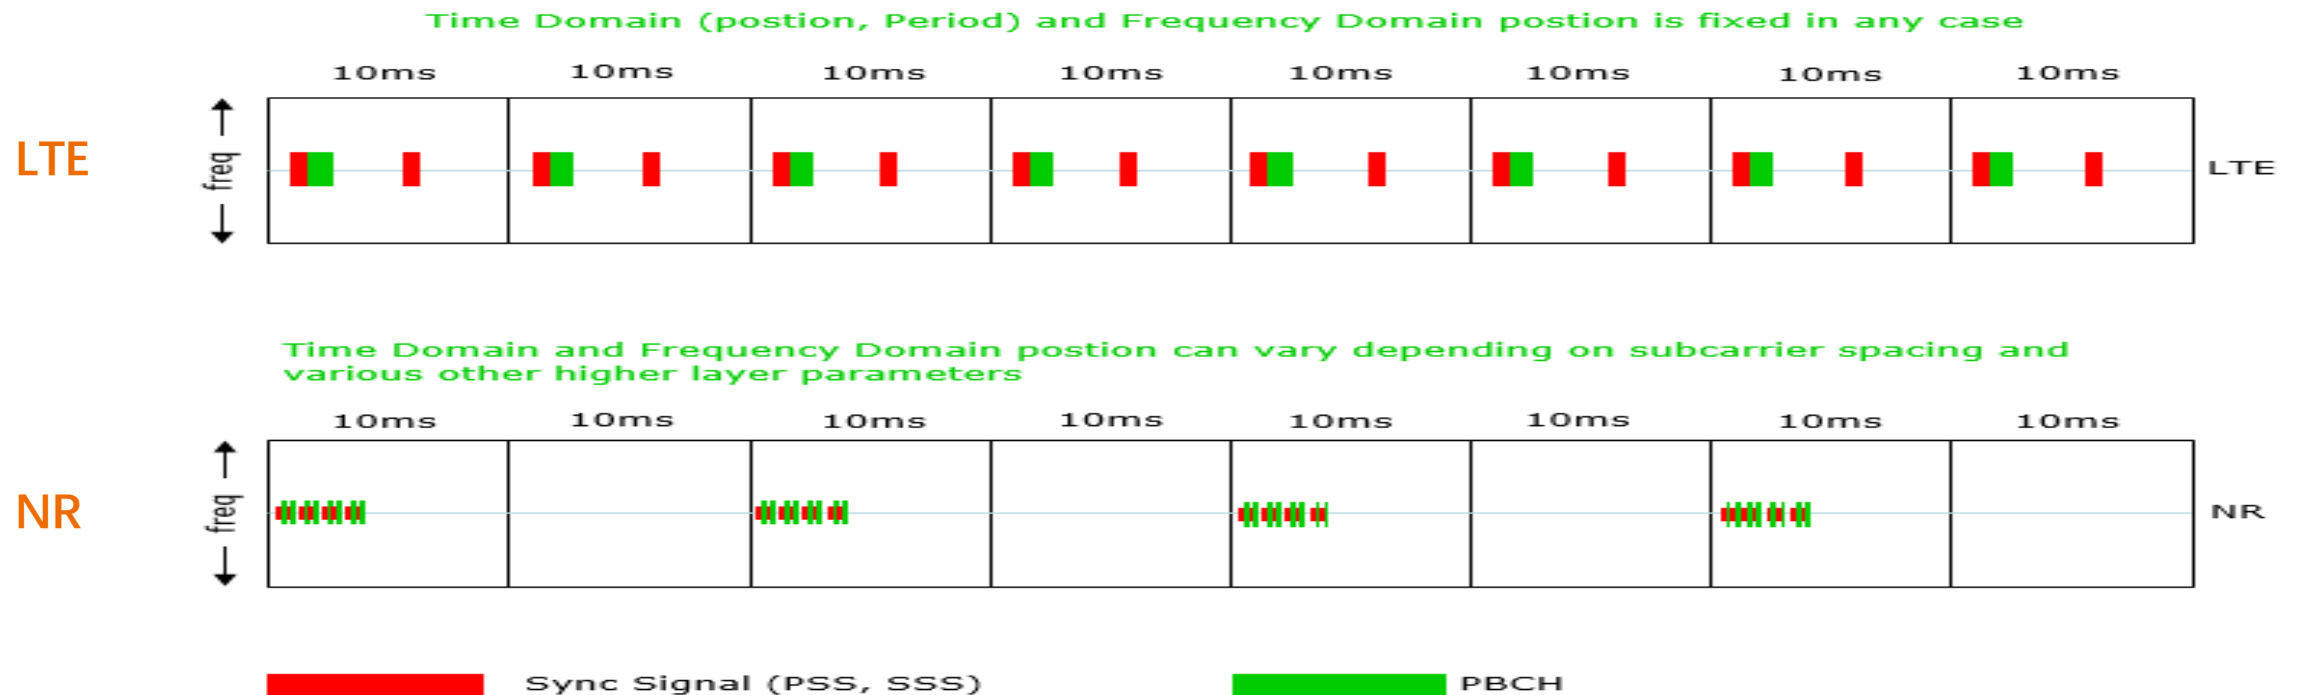 Time Domain (postion, Period) and Frequency Domain postion is fixed in any case
10ms 10ms 10ms 10ms 10ms 10ms 10ms 10ms
LTE
freq
LTE
Time Domain and Frequency Domain postion can vary depending on subcarrier spacing and
various other higher layer parameters
10ms 10ms 10ms 10ms 10ms 10ms 10ms 10ms
NR
freq
NR
Sync Signal (PSS, SSS)
PBCH